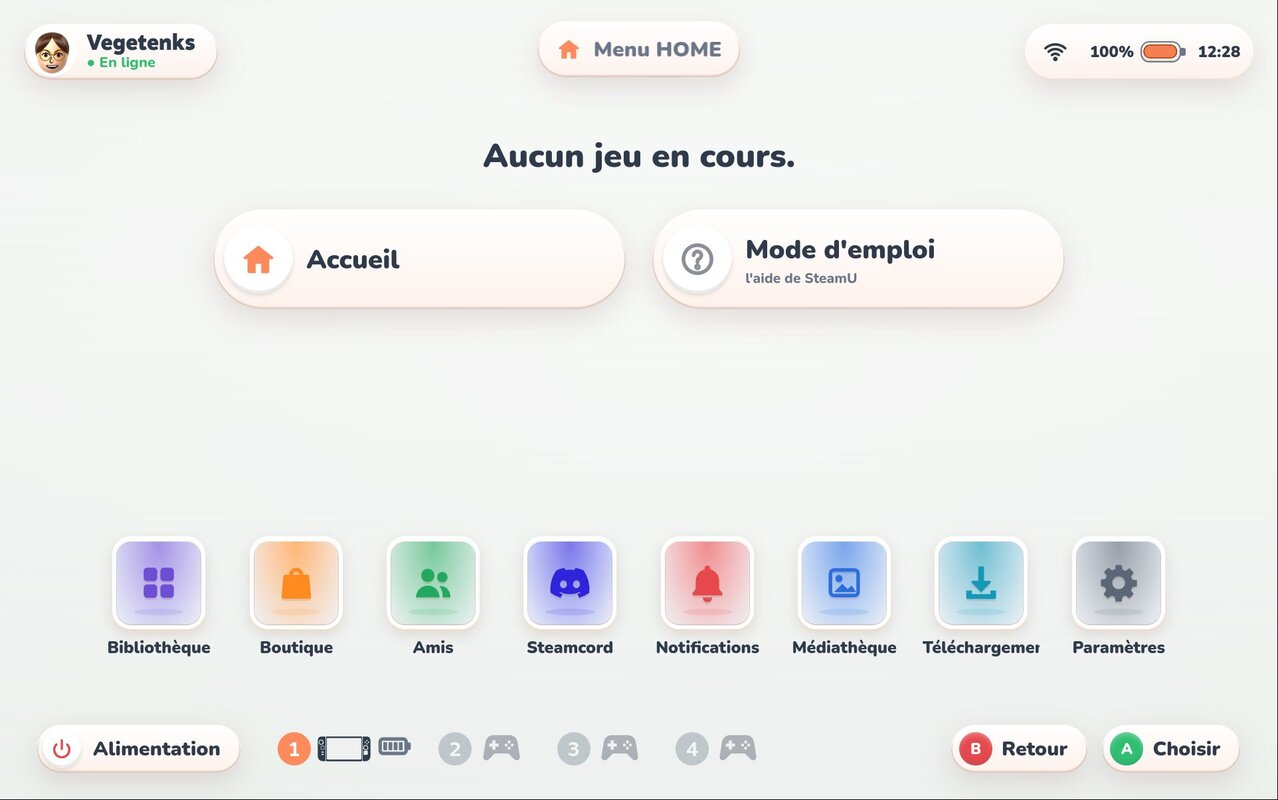 Vegetenks
En ligne
Menu HOME
100%
12:28
Aucun jeu en cours.
Accueil
Mode d'emploi
l'aide de SteamU
Bibliothèque
Boutique
Amis
Steamcord
Notifications
Médiathèque
Téléchargemer
Paramètres
Alimentation
1
2
3
4
B Retour
A Choisir